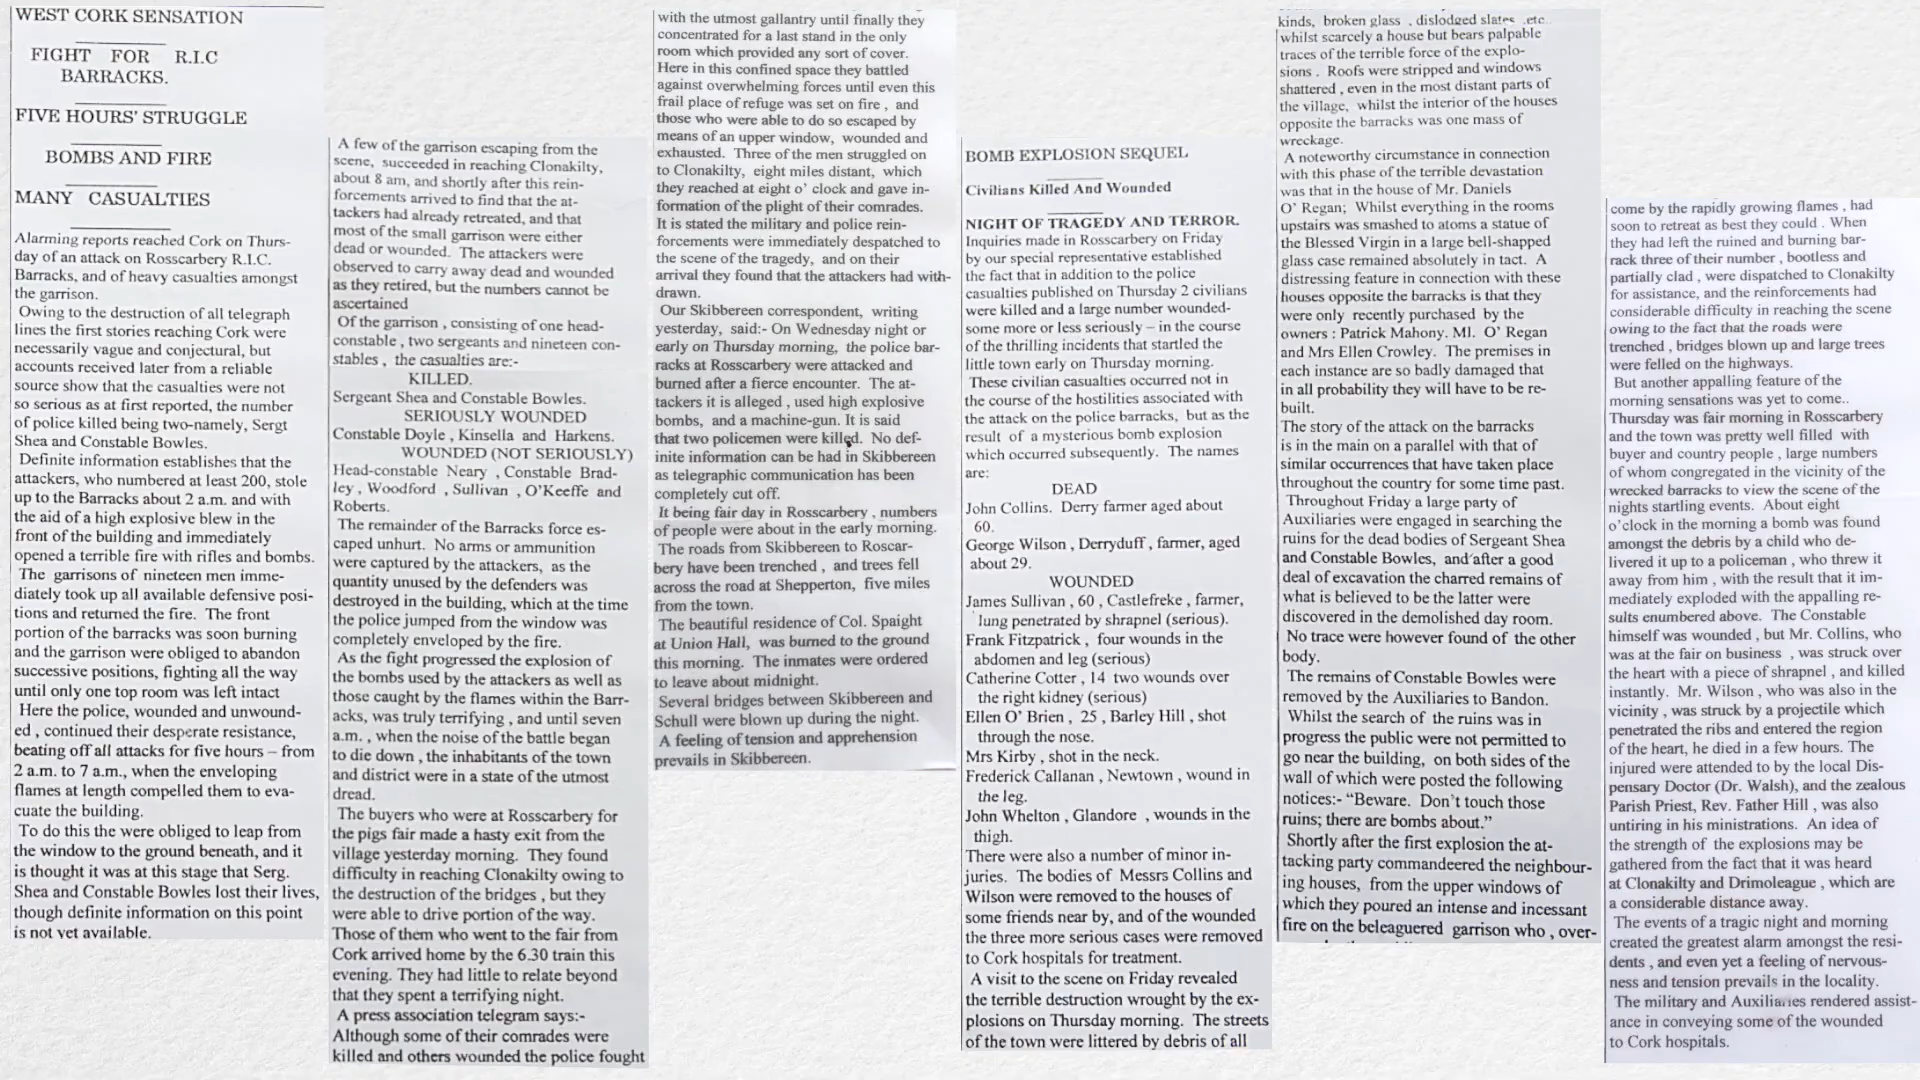 WEST CORK SENSATION
FIGHT FOR R.I.C
BARRACKS.
FIVE HOURS' STRUGGLE
BOMBS AND FIRE
MANY CASUALTIES
Alarming reports reached Cork on Thurs-
day of an attack on Rosscarbery R.I.C.
Barracks, and of heavy casualties amongst
the garrison.
Owing to the destruction of all telegraph
lines the first stories reaching Cork were
necessarily vague and conjectural, but
accounts received later from a reliable
source show that the casualties were not
so serious as at first reported, the number
of police killed being two-namely, Sergt
Shea and Constable Bowles.
Definite information establishes that the
attackers, who numbered at least 200, stole
up to the Barracks about 2 a.m. and with
the aid of a high explosive blew in the
front of the building and immediately
opened a terrible fire with rifles and bombs.
The garrisons of nineteen men imme-
diately took up all available defensive posi-
tions and returned the fire. The front
portion of the barracks was soon burning
and the garrison were obliged to abandon
successive positions, fighting all the way
until only one top room was left intact
Here the police, wounded and unwound-
ed , continued their desperate resistance,
beating off all attacks for five hours – from
2 a.m. to 7 a.m., when the enveloping
flames at length compelled them to eva-
cuate the building.
To do this the were obliged to leap from
the window to the ground beneath, and it
is thought it was at this stage that Serg.
Shea and Constable Bowles lost their lives,
though definite information on this point
is not yet available.
A few of the garrison escaping from the
scene, succeeded in reaching Clonakilty,
about 8 am, and shortly after this rein-
forcements arrived to find that the at-
tackers had already retreated, and that
most of the small garrison were either
dead or wounded. The attackers were
observed to carry away dead and wounded
as they retired, but the numbers cannot be
ascertained
Of the garrison , consisting of one head-
constable , two sergeants and nineteen con-
stables , the casualties are:-
KILLED.
Sergeant Shea and Constable Bowles.
SERIOUSLY WOUNDED
Constable Doyle , Kinsella and Harkens.
WOUNDED (NOT SERIOUSLY)
Head-constable Neary , Constable Brad-
ley , Woodford , Sullivan , O'Keeffe and
Roberts.
The remainder of the Barracks force es-
caped unhurt. No arms or ammunition
were captured by the attackers, as the
quantity unused by the defenders was
destroyed in the building, which at the time
the police jumped from the window was
completely enveloped by the fire.
As the fight progressed the explosion of
the bombs used by the attackers as well as
those caught by the flames within the Barr-
acks, was truly terrifying , and until seven
a.m. , when the noise of the battle began
to die down , the inhabitants of the town
and district were in a state of the utmost
dread.
The buyers who were at Rosscarbery for
the pigs fair made a hasty exit from the
village yesterday morning. They found
difficulty in reaching Clonakilty owing to
the destruction of the bridges , but they
were able to drive portion of the way.
Those of them who went to the fair from
Cork arrived home by the 6.30 train this
evening. They had little to relate beyond
that they spent a terrifying night.
A press association telegram says:-
Although some of their comrades were
killed and others wounded the police fought
with the utmost gallantry until finally they
concentrated for a last stand in the only
room which provided any sort of cover.
Here in this confined space they battled
against overwhelming forces until even this
frail place of refuge was set on fire , and
those who were able to do so escaped by
means of an upper window, wounded and
exhausted. Three of the men struggled on
to Clonakilty, eight miles distant, which
they reached at eight o' clock and gave in-
formation of the plight of their comrades.
It is stated the military and police rein-
forcements were immediately despatched to
the scene of the tragedy, and on their
arrival they found that the attackers had with-
drawn.
Our Skibbereen correspondent, writing
yesterday, said:- On Wednesday night or
early on Thursday morning, the police bar-
racks at Rosscarbery were attacked and
burned after a fierce encounter. The at-
tackers it is alleged , used high explosive
bombs, and a machine-gun. It is said
that two policemen were killed. No def-
inite information can be had in Skibbereen
as telegraphic communication has been
completely cut off.
It being fair day in Rosscarbery , numbers
of people were about in the early morning.
The roads from Skibbereen to Roscar-
bery have been trenched , and trees fell
across the road at Shepperton, five miles
from the town.
The beautiful residence of Col. Spaight
at Union Hall, was burned to the ground
this morning. The inmates were ordered
to leave about midnight.
Several bridges between Skibbereen and
Schull were blown up during the night.
A feeling of tension and apprehension
prevails in Skibbereen.
BOMB EXPLOSION SEQUEL
Civilians Killed And Wounded
NIGHT OF TRAGEDY AND TERROR.
Inquiries made in Rosscarbery on Friday
by our special representative established
the fact that in addition to the police
casualties published on Thursday 2 civilians
were killed and a large number wounded-
some more or less seriously – in the course
of the thrilling incidents that startled the
little town early on Thursday morning.
These civilian casualties occurred not in
the course of the hostilities associated with
the attack on the police barracks, but as the
result of a mysterious bomb explosion
which occurred subsequently. The names
are:
DEAD
John Collins. Derry farmer aged about
60.
George Wilson , Derryduff , farmer, aged
about 29.
WOUNDED
James Sullivan , 60 , Castlefreke , farmer,
lung penetrated by shrapnel (serious).
Frank Fitzpatrick , four wounds in the
abdomen and leg (serious)
Catherine Cotter , 14 two wounds over
the right kidney (serious)
Ellen O' Brien , 25 , Barley Hill , shot
through the nose.
Mrs Kirby , shot in the neck.
Frederick Callanan , Newtown , wound in
the leg.
John Whelton , Glandore , wounds in the
thigh.
There were also a number of minor in-
juries. The bodies of Messrs Collins and
Wilson were removed to the houses of
some friends near by, and of the wounded
the three more serious cases were removed
to Cork hospitals for treatment.
A visit to the scene on Friday revealed
the terrible destruction wrought by the ex-
plosions on Thursday morning. The streets
of the town were littered by debris of all
kinds, broken glass , dislodged slates .etc..
whilst scarcely a house but bears palpable
traces of the terrible force of the explo-
sions . Roofs were stripped and windows
shattered , even in the most distant parts of
the village, whilst the interior of the houses
opposite the barracks was one mass of
wreckage.
A noteworthy circumstance in connection
with this phase of the terrible devastation
was that in the house of Mr. Daniels
O' Regan; Whilst everything in the rooms
upstairs was smashed to atoms a statue of
the Blessed Virgin in a large bell-shapped
glass case remained absolutely in tact. A
distressing feature in connection with these
houses opposite the barracks is that they
were only recently purchased by the
owners : Patrick Mahony. Ml. O' Regan
and Mrs Ellen Crowley. The premises in
each instance are so badly damaged that
in all probability they will have to be re-
built.
The story of the attack on the barracks
is in the main on a parallel with that of
similar occurrences that have taken place
throughout the country for some time past.
Throughout Friday a large party of
Auxiliaries were engaged in searching the
ruins for the dead bodies of Sergeant Shea
and Constable Bowles, and after a good
deal of excavation the charred remains of
what is believed to be the latter were
discovered in the demolished day room.
No trace were however found of the other
body.
The remains of Constable Bowles were
removed by the Auxiliaries to Bandon.
Whilst the search of the ruins was in
progress the public were not permitted to
go near the building, on both sides of the
wall of which were posted the following
notices:- “Beware. Don't touch those
ruins; there are bombs about.”
Shortly after the first explosion the at-
tacking party commandeered the neighbour-
ing houses, from the upper windows of
which they poured an intense and incessant
fire on the beleaguered garrison who , over-
come by the rapidly growing flames , had
soon to retreat as best they could . When
they had left the ruined and burning bar-
rack three of their number , bootless and
partially clad , were dispatched to Clonakilty
for assistance, and the reinforcements had
considerable difficulty in reaching the scene
owing to the fact that the roads were
trenched , bridges blown up and large trees
were felled on the highways.
But another appalling feature of the
morning sensations was yet to come..
Thursday was fair morning in Rosscarbery
and the town was pretty well filled with
buyer and country people , large numbers
of whom congregated in the vicinity of the
wrecked barracks to view the scene of the
nights startling events. About eight
o'clock in the morning a bomb was found
amongst the debris by a child who de-
livered it up to a policeman , who threw it
away from him , with the result that it im-
mediately exploded with the appalling re-
sults enumbered above. The Constable
himself was wounded , but Mr. Collins, who
was at the fair on business , was struck over
the heart with a piece of shrapnel , and killed
instantly. Mr. Wilson , who was also in the
vicinity , was struck by a projectile which
penetrated the ribs and entered the region
of the heart, he died in a few hours. The
injured were attended to by the local Dis-
pensary Doctor (Dr. Walsh), and the zealous
Parish Priest, Rev. Father Hill , was also
untiring in his ministrations. An idea of
the strength of the explosions may be
gathered from the fact that it was heard
at Clonakilty and Drimoleague , which are
a considerable distance away.
The events of a tragic night and morning
created the greatest alarm amongst the resi-
dents , and even yet a feeling of nervous-
ness and tension prevails in the locality.
The military and Auxiliaries rendered assist-
ance in conveying some of the wounded
to Cork hospitals.